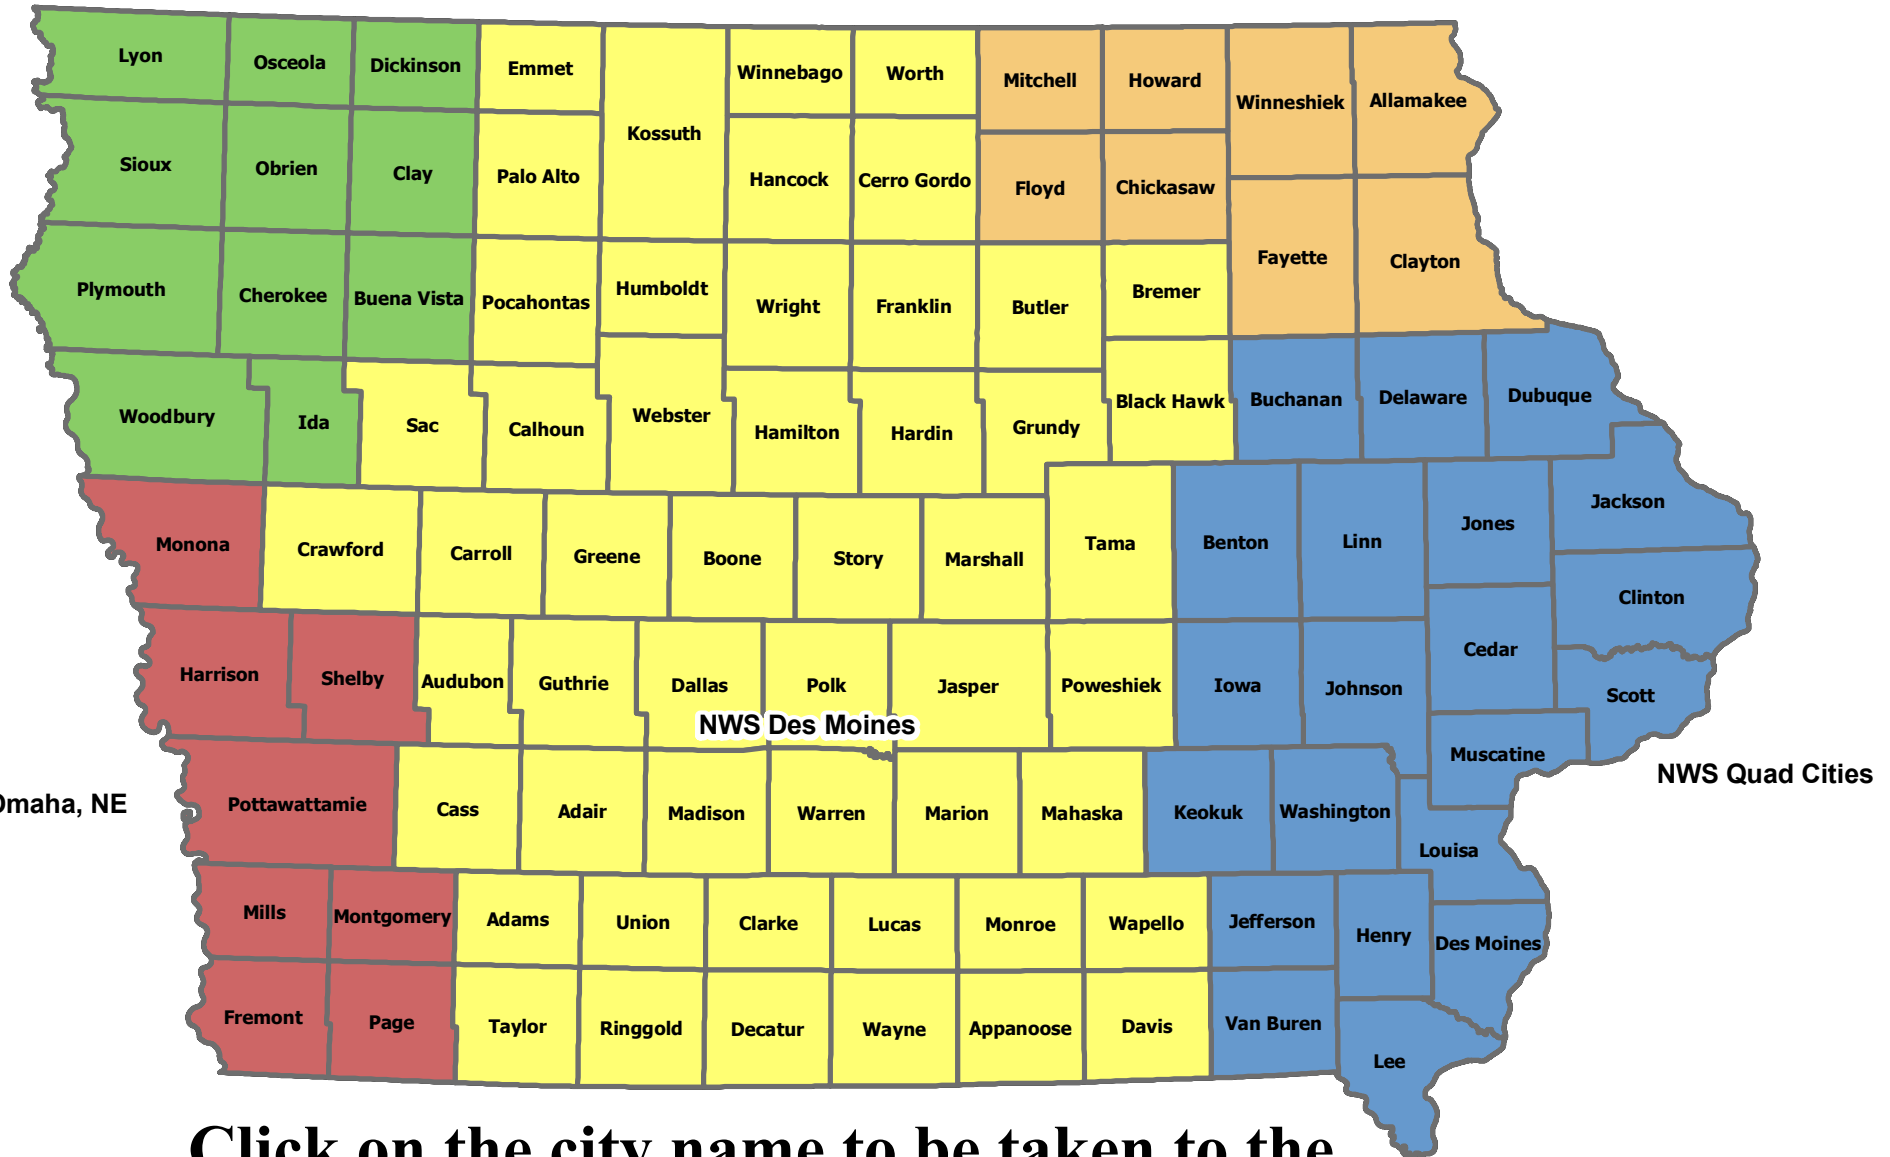 Lyon
Osceola
Dickinson
Emmet
Kossuth
Winnebago
Worth
Mitchell
Howard
Winneshiek
Allamakee
Sioux
Obrien
Clay
Palo Alto
Hancock
Cerro Gordo
Floyd
Chickasaw
Fayette
Clayton
Plymouth
Cherokee
Buena Vista
Pocahontas
Humboldt
Wright
Franklin
Butler
Bremer
Woodbury
Ida
Sac
Calhoun
Webster
Hamilton
Hardin
Grundy
Black Hawk
Buchanan
Delaware
Dubuque
Monona
Crawford
Carroll
Greene
Boone
Story
Marshall
Tama
Benton
Linn
Jones
Jackson
Clinton
Harrison
Shelby
Audubon
Guthrie
Dallas
Polk
Jasper
Poweshiek
Iowa
Johnson
Cedar
Scott
NWS Des Moines
Muscatine
NWS Quad Cities
Omaha, NE
Pottawattamie
Cass
Adair
Madison
Warren
Marion
Mahaska
Keokuk
Washington
Louisa
Mills
Montgomery
Adams
Union
Clarke
Lucas
Monroe
Wapello
Jefferson
Henry
Des Moines
Fremont
Page
Taylor
Ringgold
Decatur
Wayne
Appanoose
Davis
Van Buren
Lee
Click on the city name to be taken to the